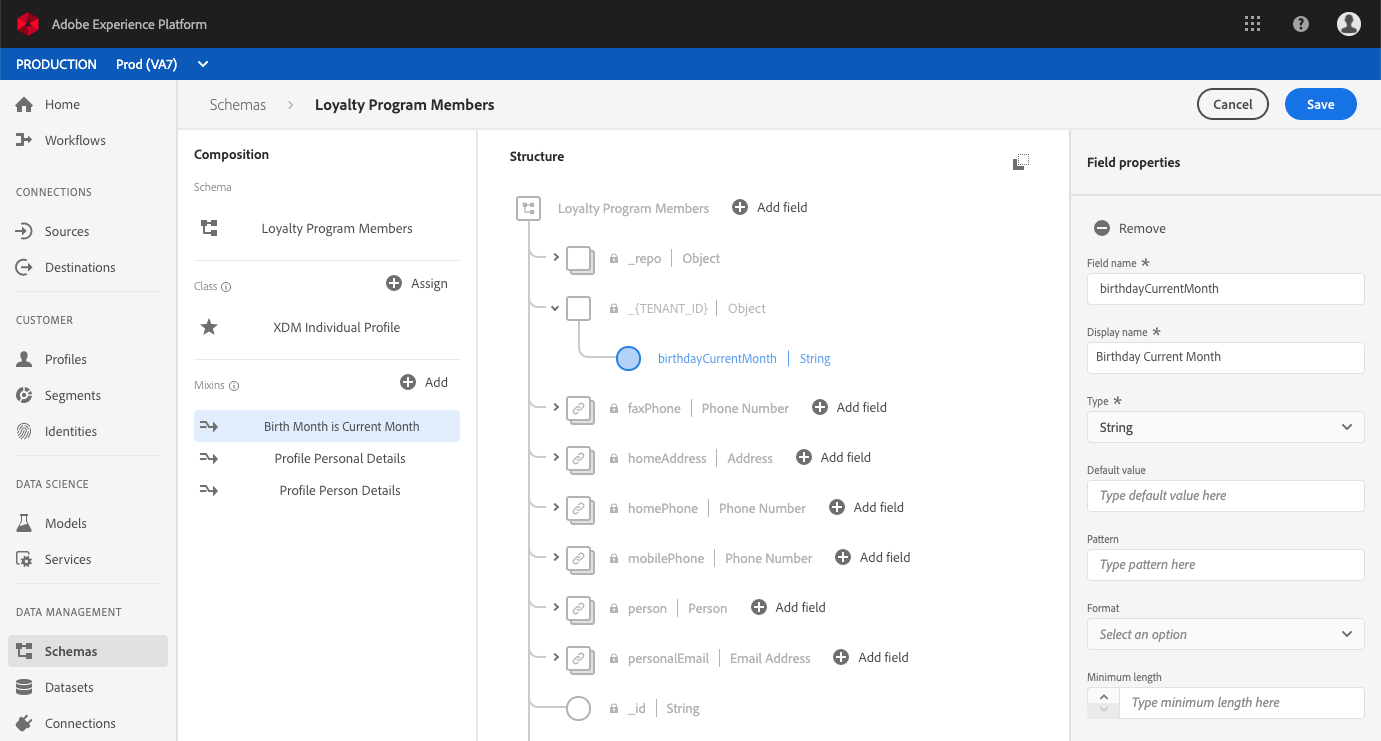 Adobe Experience Platform
PRODUCTION Prod (VA7)
Home
Workflows
CONNECTIONS
Sources
Destinations
CUSTOMER
Profiles
Segments
Identities
DATA SCIENCE
Models
Services
DATA MANAGEMENT
Schemas
Datasets
Connections
Schemas > Loyalty Program Members
Cancel
Save
Composition
Schema
Loyalty Program Members
Class
Assign
XDM Individual Profile
Mixins
Add
Birth Month is Current Month
Profile Personal Details
Profile Person Details
Structure
Loyalty Program Members Add field
_repo | Object
_{TENANT_ID} | Object
birthdayCurrentMonth | String
faxPhone | Phone Number Add field
homeAddress | Address Add field
homePhone | Phone Number Add field
mobilePhone | Phone Number Add field
person | Person Add field
personalEmail | Email Address Add field
_id | String
Field properties
Remove
Field name *
birthdayCurrentMonth
Display name *
Birthday Current Month
Type *
String
Default value
Type default value here
Pattern
Type pattern here
Format
Select an option
Minimum length
Type minimum length here